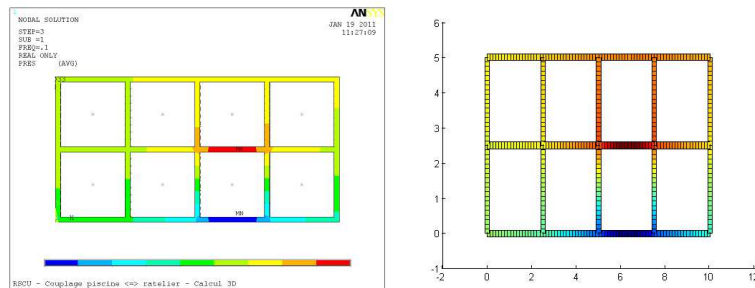 1
ANSYS
NODAL SOLUTION
JAN 19 2011
11:27:09
STEP=3
SUB =1
FREQ=.1
REAL ONLY
PRES (AVG)
MX
MN
RSCU - Couplage piscine <=> ratelier - Calcul 3D
6
5
4
3
2
1
0
-1
-2 0 2 4 6 8 10 12